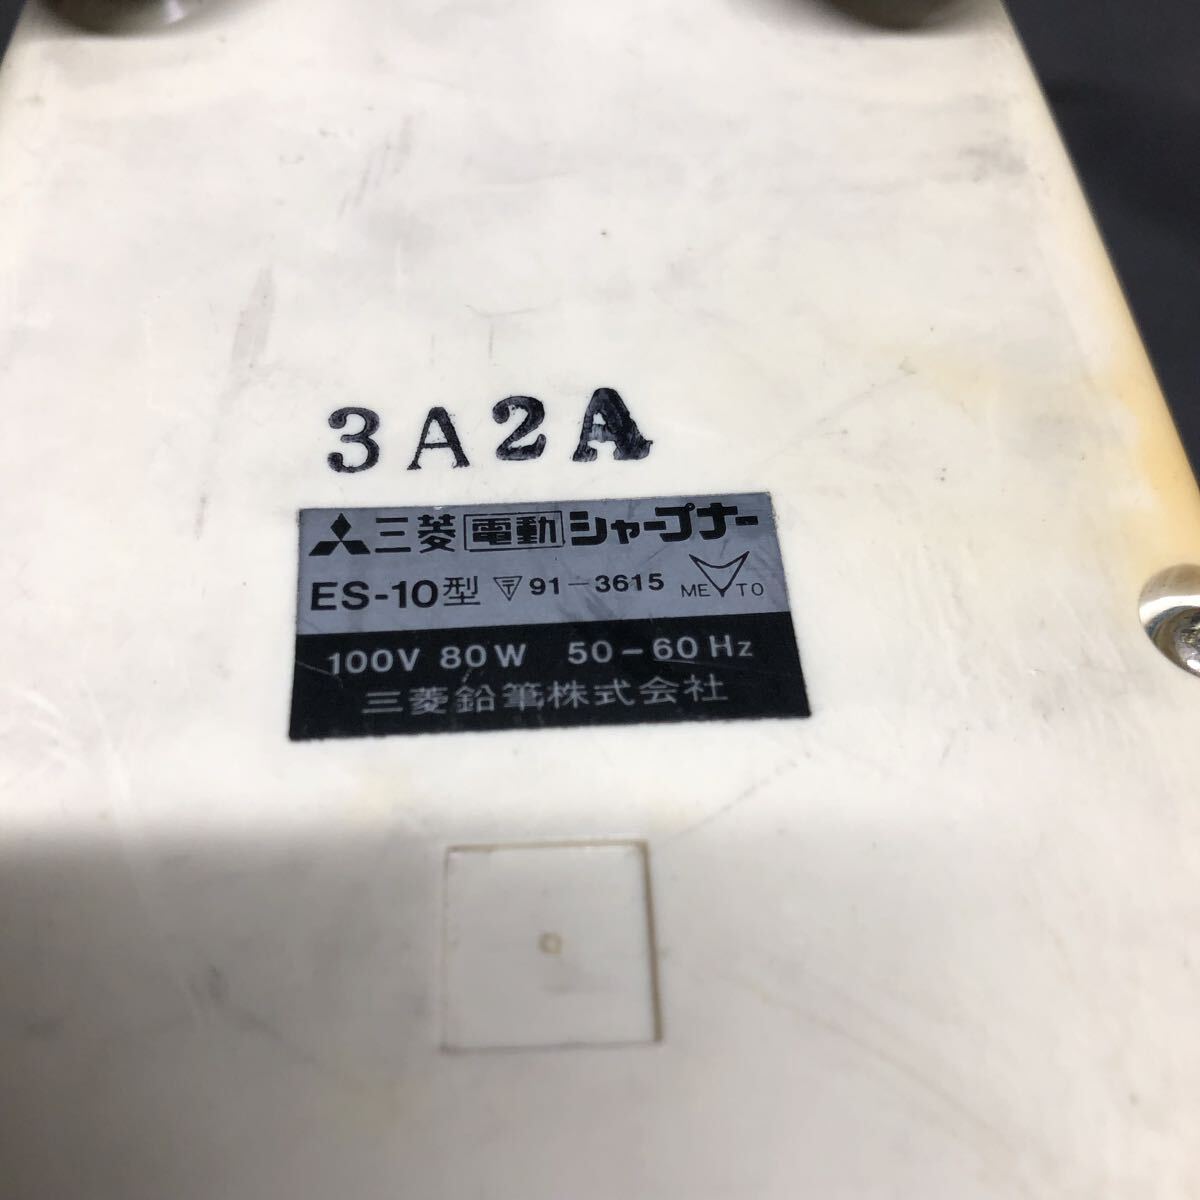 3A2A
三菱電動シャープナー
ES-10型 〒 91-3615 METO
100V 80W 50-60Hz
三菱鉛筆株式会社